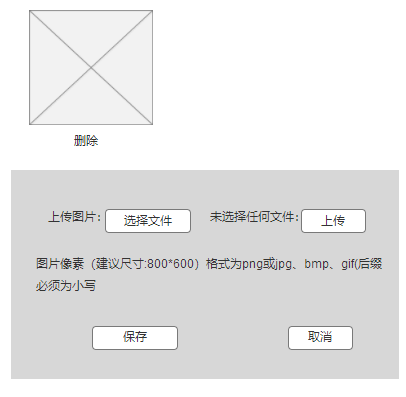 删除
上传图片: 选择文件 未选择任何文件: 上传
图片像素（建议尺寸:800*600）格式为png或jpg、bmp、gif(后缀
必须为小写
保存 取消